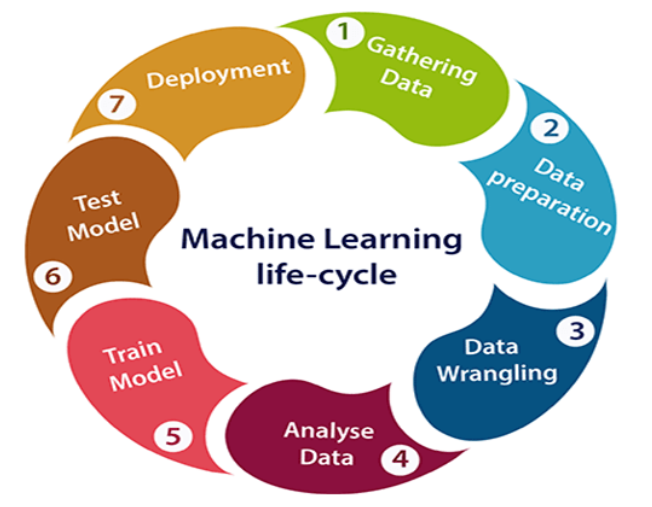 Machine Learning
life-cycle
1
Gathering
Data
2
Data
preparation
3
Data
Wrangling
4
Analyse
Data
5
Train
Model
6
Test
Model
7
Deployment